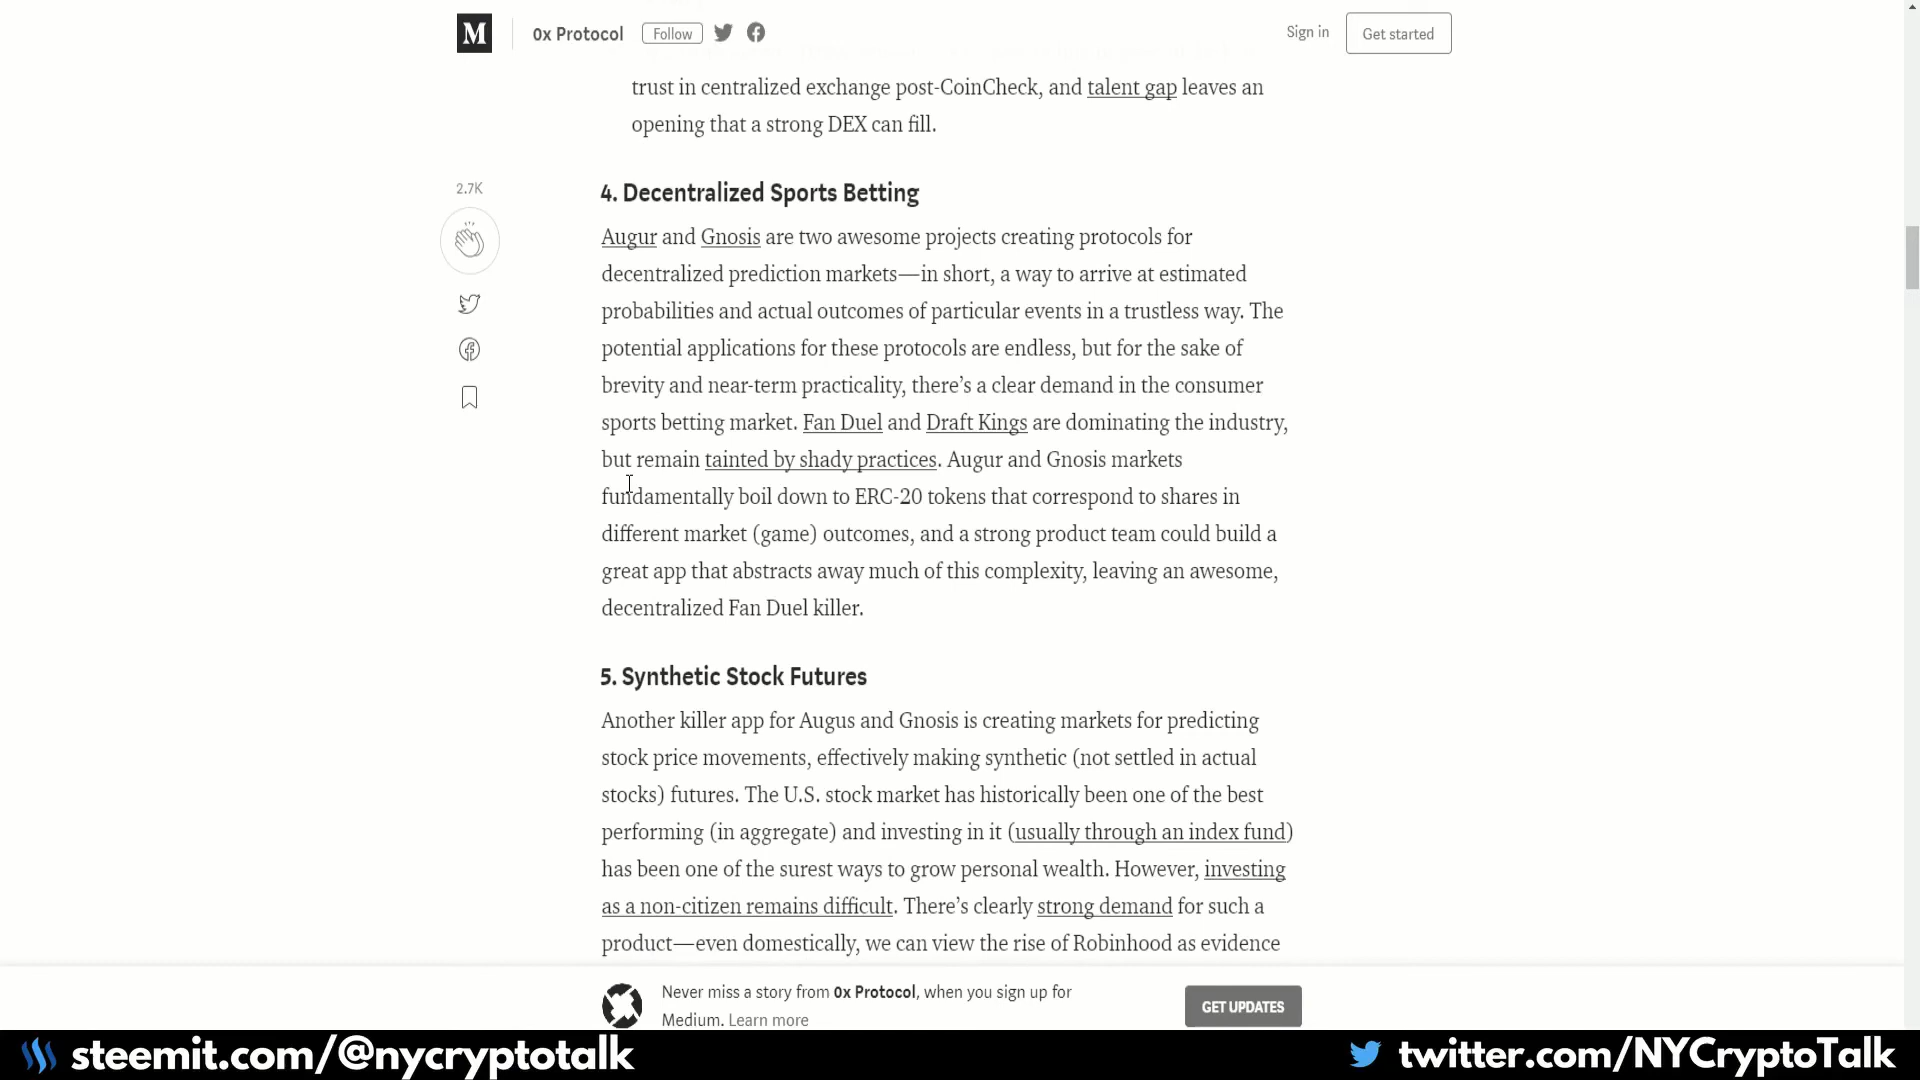 M 0x Protocol Follow Sign in Get started
trust in centralized exchange post-CoinCheck, and talent gap leaves an
opening that a strong DEX can fill.
2.7K
4. Decentralized Sports Betting
Augur and Gnosis are two awesome projects creating protocols for
decentralized prediction markets—in short, a way to arrive at estimated
probabilities and actual outcomes of particular events in a trustless way. The
potential applications for these protocols are endless, but for the sake of
brevity and near-term practicality, there’s a clear demand in the consumer
sports betting market. Fan Duel and Draft Kings are dominating the industry,
but remain tainted by shady practices. Augur and Gnosis markets
fundamentally boil down to ERC-20 tokens that correspond to shares in
different market (game) outcomes, and a strong product team could build a
great app that abstracts away much of this complexity, leaving an awesome,
decentralized Fan Duel killer.
5. Synthetic Stock Futures
Another killer app for Augus and Gnosis is creating markets for predicting
stock price movements, effectively making synthetic (not settled in actual
stocks) futures. The U.S. stock market has historically been one of the best
performing (in aggregate) and investing in it (usually through an index fund)
has been one of the surest ways to grow personal wealth. However, investing
as a non-citizen remains difficult. There’s clearly strong demand for such a
product—even domestically, we can view the rise of Robinhood as evidence
Never miss a story from 0x Protocol, when you sign up for
Medium. Learn more
GET UPDATES
steemit.com/@nycryptotalk
twitter.com/NYCryptoTalk